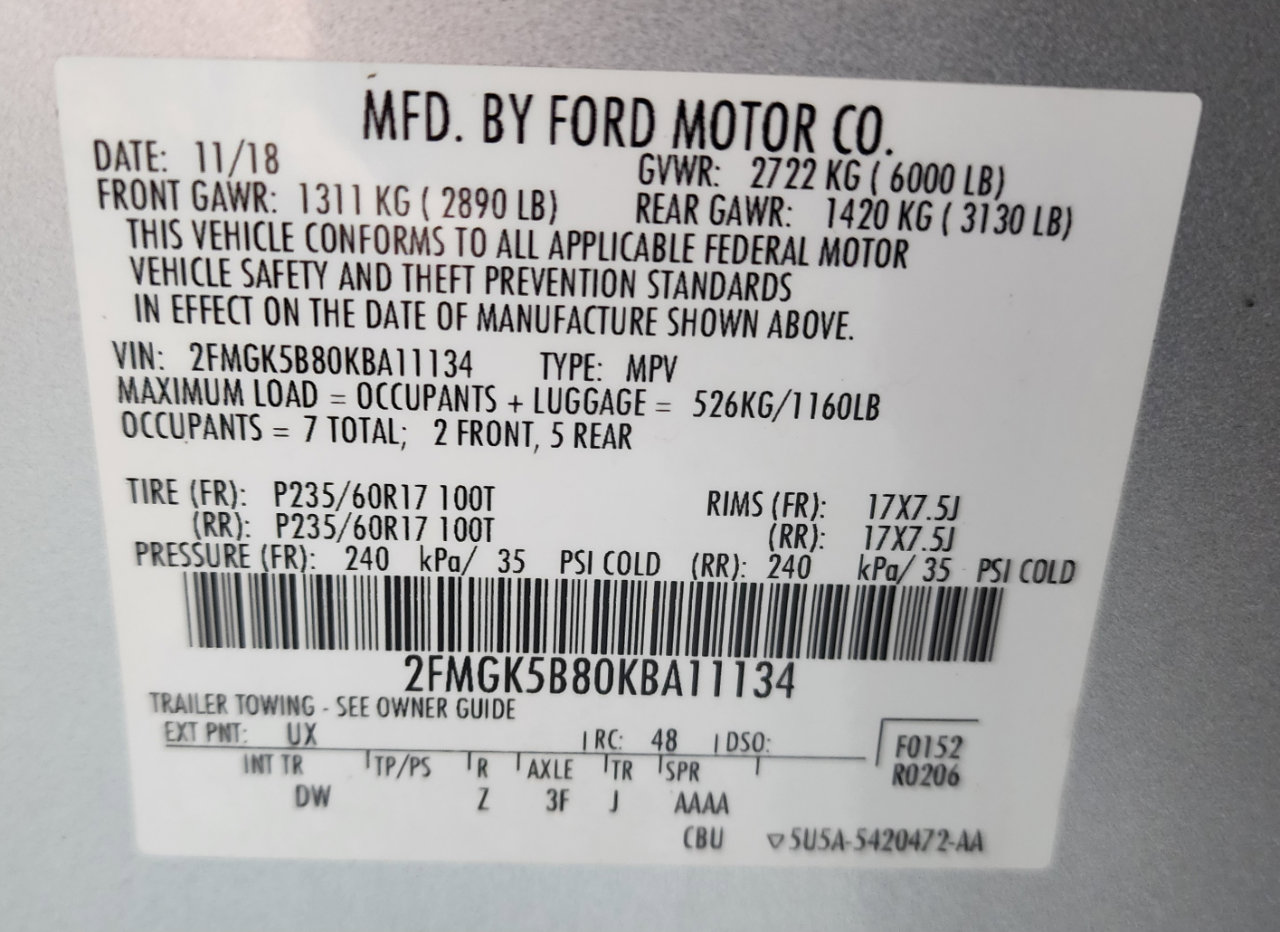 MFD. BY FORD MOTOR CO.
DATE: 11/18 GVWR: 2722 KG ( 6000 LB)
FRONT GAWR: 1311 KG ( 2890 LB) REAR GAWR: 1420 KG ( 3130 LB)
THIS VEHICLE CONFORMS TO ALL APPLICABLE FEDERAL MOTOR
VEHICLE SAFETY AND THEFT PREVENTION STANDARDS
IN EFFECT ON THE DATE OF MANUFACTURE SHOWN ABOVE.
VIN: 2FMGK5B80KBA11134 TYPE: MPV
MAXIMUM LOAD = OCCUPANTS + LUGGAGE = 526KG/1160LB
OCCUPANTS = 7 TOTAL; 2 FRONT, 5 REAR
TIRE (FR): P235/60R17 100T RIMS (FR): 17X7.5J
(RR): P235/60R17 100T (RR): 17X7.5J
PRESSURE (FR): 240 kPa/ 35 PSI COLD (RR): 240 kPa/ 35 PSI COLD
2FMGK5B80KBA11134
TRAILER TOWING - SEE OWNER GUIDE
EXT PNT: UX RC: 48 DSO: F0152
INT TR TP/PS R AXLE TR SPR R0206
DW Z 3F J AAAA
CBU ▽5U5A-5420472-AA